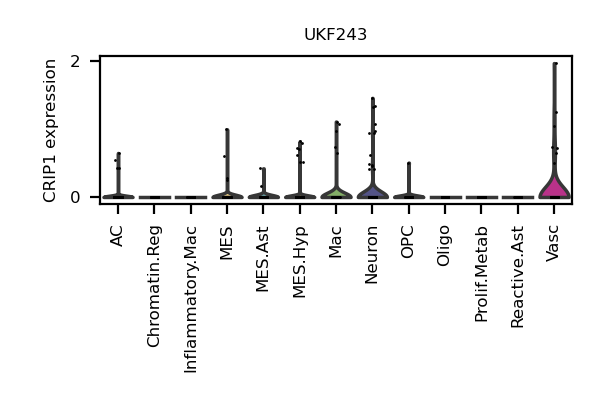 UKF243
CRIP1 expression
2
0
AC
Chromatin.Reg
Inflammatory.Mac
MES
MES.Ast
MES.Hyp
Mac
Neuron
OPC
Oligo
Prolif.Metab
Reactive.Ast
Vasc